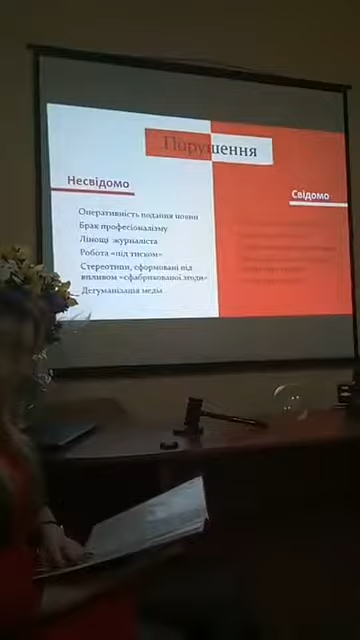 Порушення
Несвідомо
Свідомо
Оперативність подання новин
Брак професіоналізму
Лінощі журналіста
Робота «під тиском»
Стереотипи, сформовані під
впливом «сфабрикованої згоди»
Дегуманізація медіа